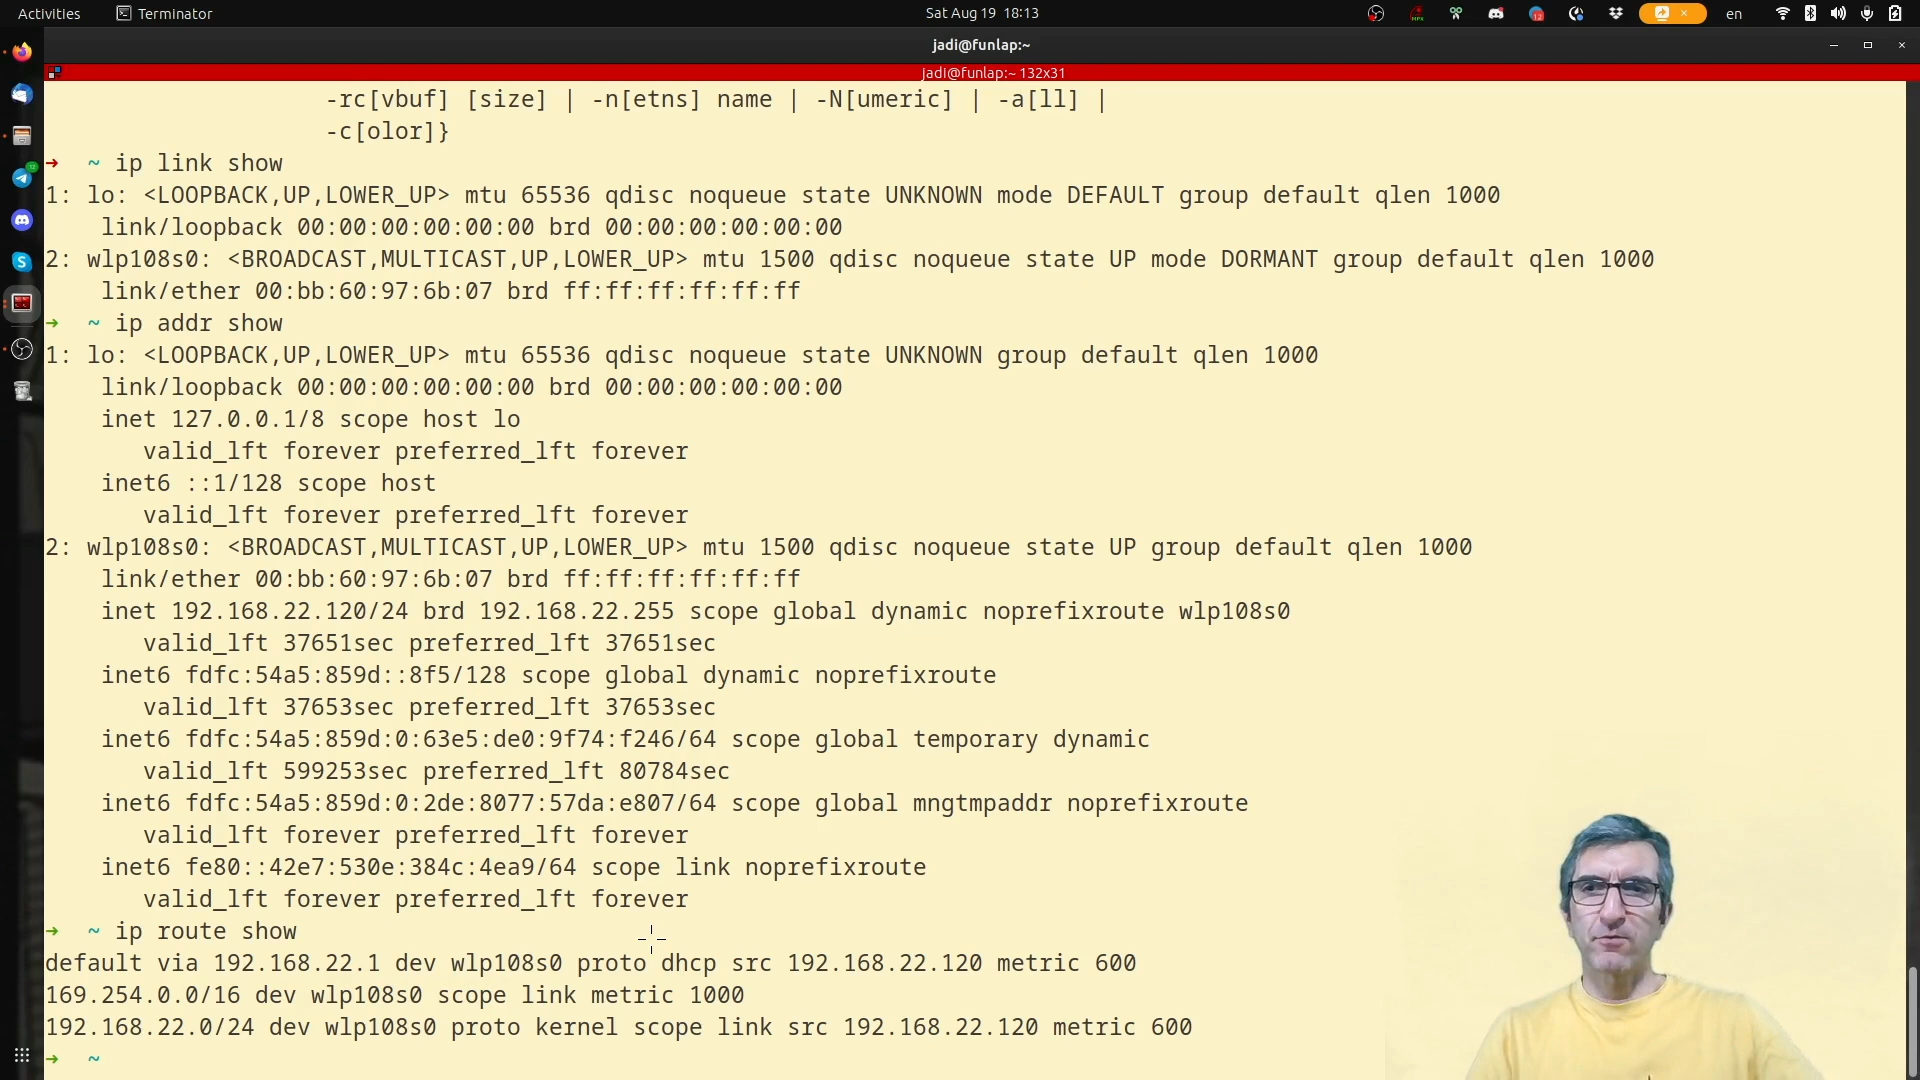 Activities
Terminator
Sat Aug 19 18:13
en
jadi@funlap:~
jadi@funlap:~ 132x31
-rc[vbuf] [size] | -n[etns] name | -N[umeric] | -a[ll] |
-c[olor]}
➜ ~ ip link show
1: lo: <LOOPBACK,UP,LOWER_UP> mtu 65536 qdisc noqueue state UNKNOWN mode DEFAULT group default qlen 1000
link/loopback 00:00:00:00:00:00 brd 00:00:00:00:00:00
2: wlp108s0: <BROADCAST,MULTICAST,UP,LOWER_UP> mtu 1500 qdisc noqueue state UP mode DORMANT group default qlen 1000
link/ether 00:bb:60:97:6b:07 brd ff:ff:ff:ff:ff:ff
➜ ~ ip addr show
1: lo: <LOOPBACK,UP,LOWER_UP> mtu 65536 qdisc noqueue state UNKNOWN group default qlen 1000
link/loopback 00:00:00:00:00:00 brd 00:00:00:00:00:00
inet 127.0.0.1/8 scope host lo
valid_lft forever preferred_lft forever
inet6 ::1/128 scope host
valid_lft forever preferred_lft forever
2: wlp108s0: <BROADCAST,MULTICAST,UP,LOWER_UP> mtu 1500 qdisc noqueue state UP group default qlen 1000
link/ether 00:bb:60:97:6b:07 brd ff:ff:ff:ff:ff:ff
inet 192.168.22.120/24 brd 192.168.22.255 scope global dynamic noprefixroute wlp108s0
valid_lft 37651sec preferred_lft 37651sec
inet6 fdfc:54a5:859d::8f5/128 scope global dynamic noprefixroute
valid_lft 37653sec preferred_lft 37653sec
inet6 fdfc:54a5:859d:0:63e5:de0:9f74:f246/64 scope global temporary dynamic
valid_lft 599253sec preferred_lft 80784sec
inet6 fdfc:54a5:859d:0:2de:8077:57da:e807/64 scope global mngtmpaddr noprefixroute
valid_lft forever preferred_lft forever
inet6 fe80::42e7:530e:384c:4ea9/64 scope link noprefixroute
valid_lft forever preferred_lft forever
➜ ~ ip route show
default via 192.168.22.1 dev wlp108s0 proto dhcp src 192.168.22.120 metric 600
169.254.0.0/16 dev wlp108s0 scope link metric 1000
192.168.22.0/24 dev wlp108s0 proto kernel scope link src 192.168.22.120 metric 600
➜ ~